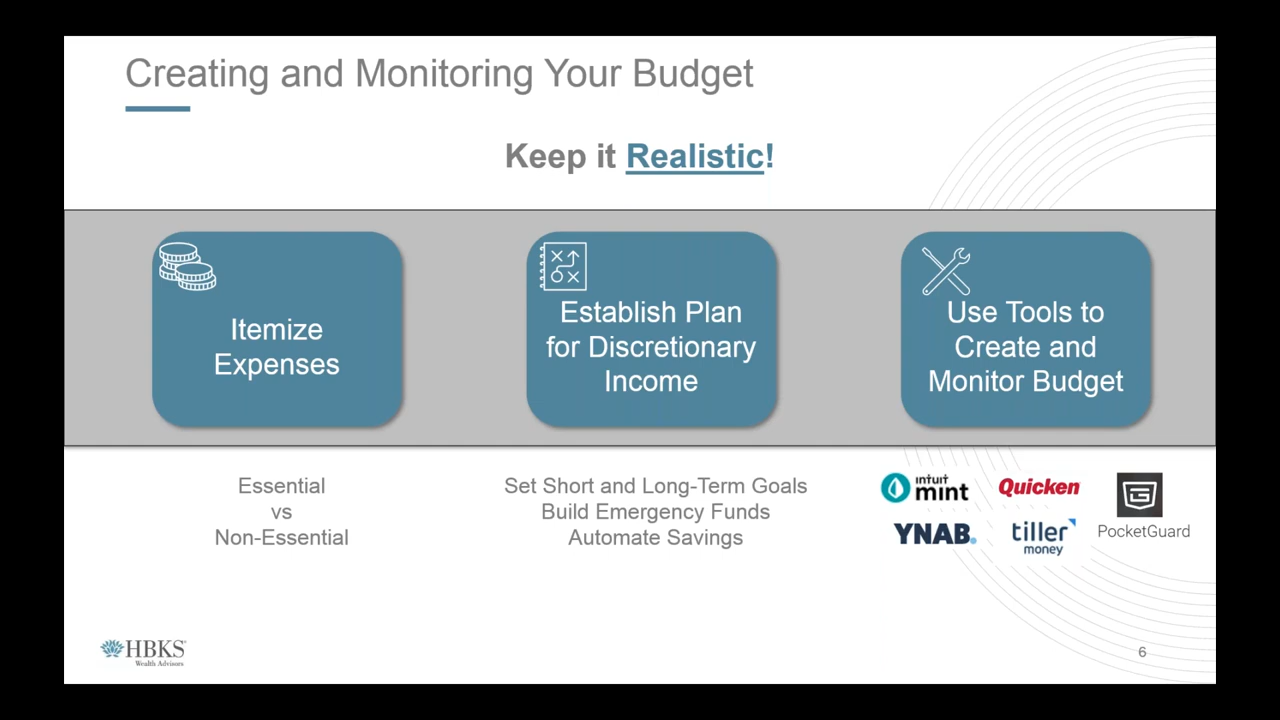 Creating and Monitoring Your Budget
Keep it Realistic!
Itemize
Expenses
Establish Plan
for Discretionary
Income
Use Tools to
Create and
Monitor Budget
Essential
vs
Non-Essential
Set Short and Long-Term Goals
Build Emergency Funds
Automate Savings
intuit
mint
Quicken
YNAB.
tiller
money
PocketGuard
HBKS®
Wealth Advisors
6